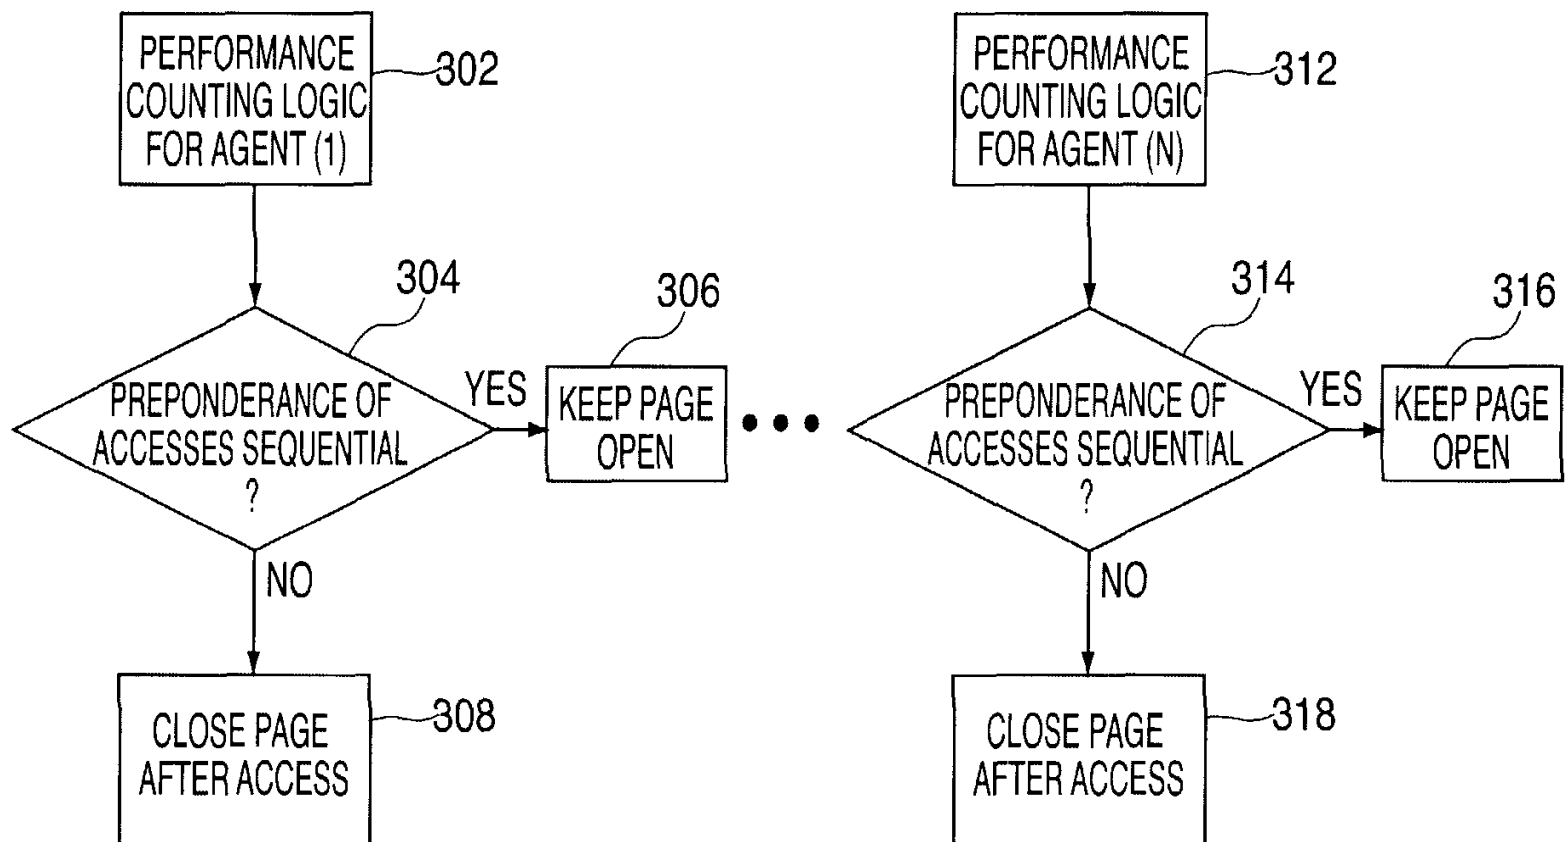 PERFORMANCE
COUNTING LOGIC
FOR AGENT (1)
302
304
PREPONDERANCE OF
ACCESSES SEQUENTIAL
?
YES
306
KEEP PAGE
OPEN
NO
CLOSE PAGE
AFTER ACCESS
308
PERFORMANCE
COUNTING LOGIC
FOR AGENT (N)
312
314
PREPONDERANCE OF
ACCESSES SEQUENTIAL
?
YES
316
KEEP PAGE
OPEN
NO
CLOSE PAGE
AFTER ACCESS
318